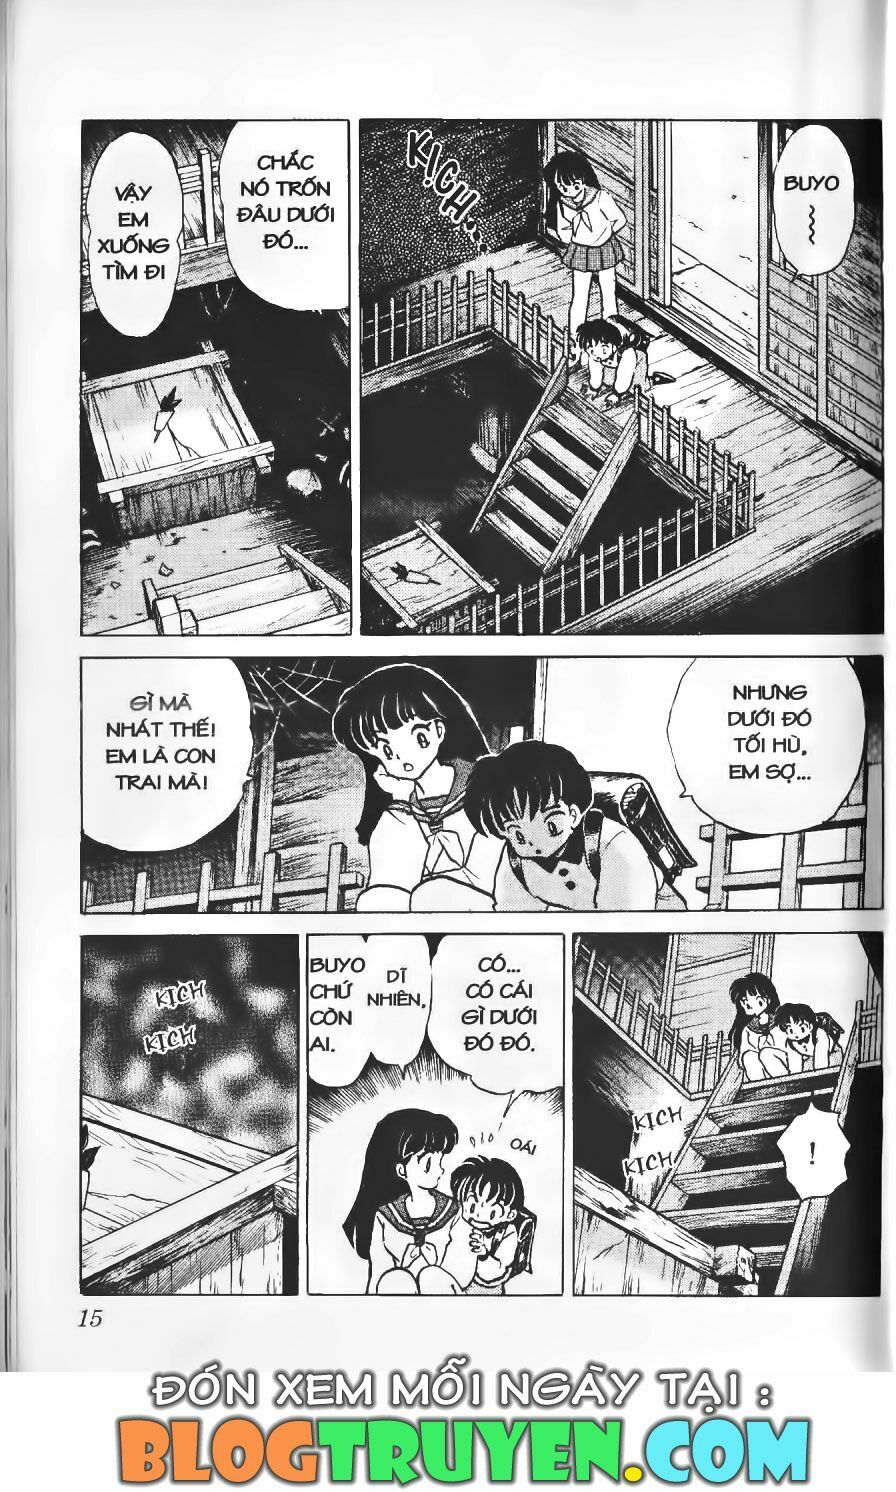 BUYO
KỊCH...
CHẮC
NÓ TRỐN
ĐÂU DƯỚI
ĐÓ...
VẬY
EM
XUỐNG
TÌM ĐI
NHƯNG
DƯỚI ĐÓ
TỐI HÙ,
EM SỢ...
GÌ MÀ
NHÁT THẾ!
EM LÀ CON
TRAI MÀ!
!
KỊCH
KỊCH
CÓ...
CÓ CÁI
GÌ DƯỚI
ĐÓ ĐÓ.
OÁI
DĨ
NHIÊN,
BUYO
CHỨ
CÒN
AI.
KỊCH
KỊCH
15
ĐÓN XEM MỖI NGÀY TẠI :
BLOGTRUYEN.COM